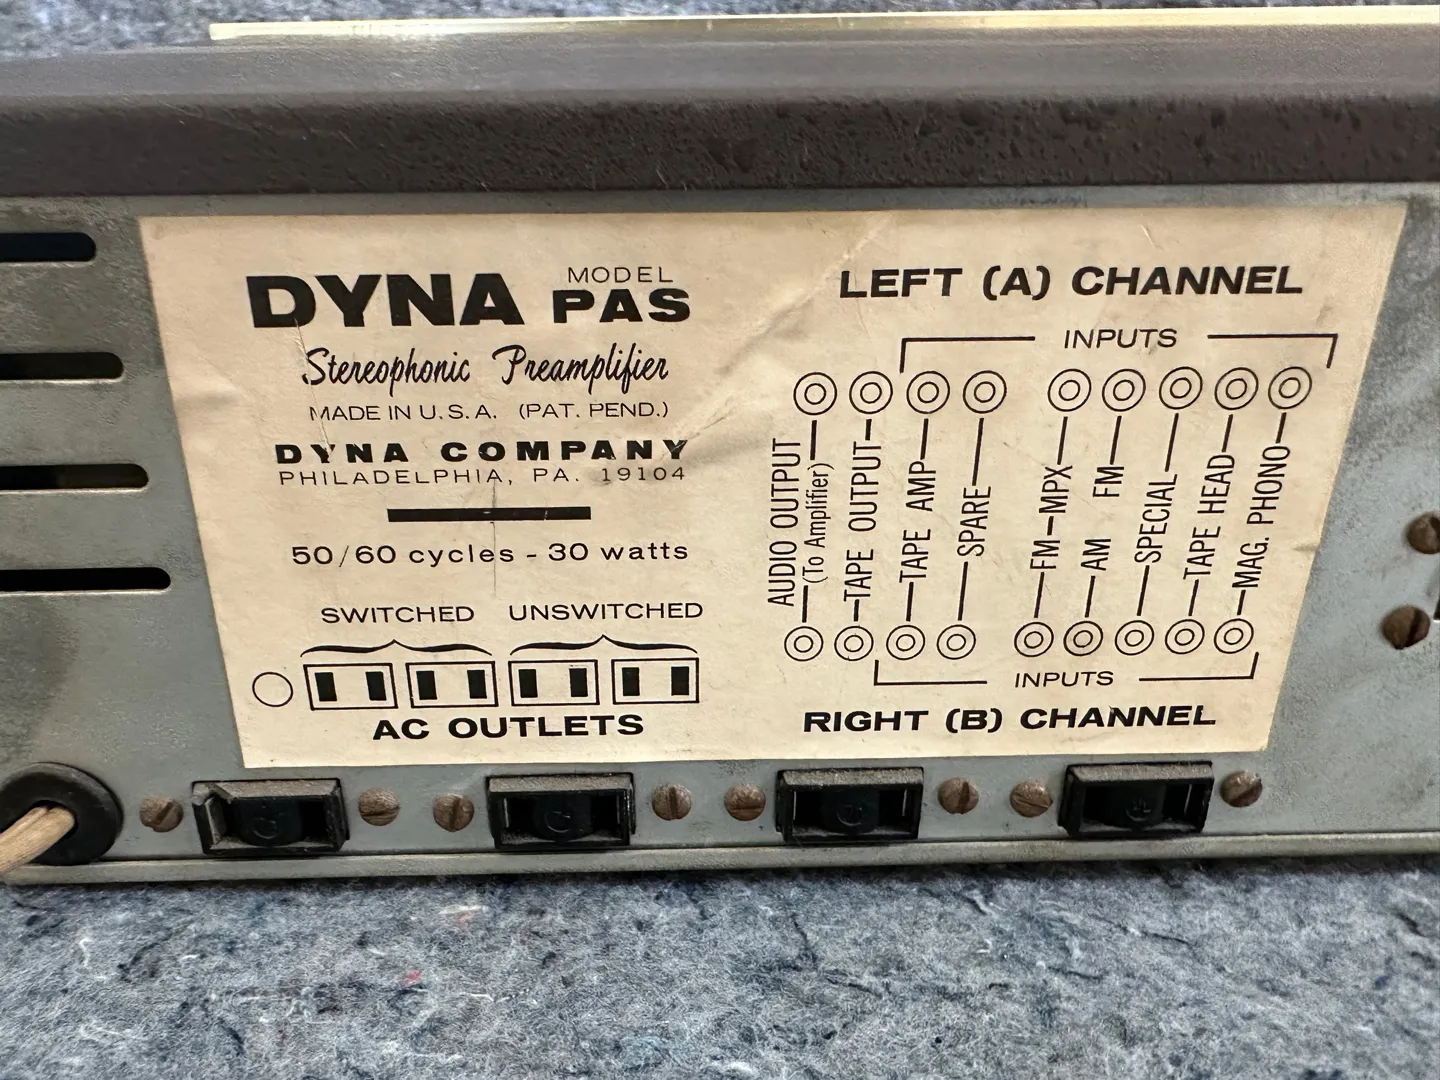 DYNA MODEL PAS
Stereophonic Preamplifier
MADE IN U.S.A. (PAT. PEND.)
DYNA COMPANY
PHILADELPHIA, PA. 19104
50/60 cycles - 30 watts
SWITCHED UNSWITCHED
AC OUTLETS
LEFT (A) CHANNEL
INPUTS
AUDIO OUTPUT
(To Amplifier)
TAPE OUTPUT
TAPE AMP
SPARE
FM-MPX
AM FM
SPECIAL
TAPE HEAD
MAG. PHONO
INPUTS
RIGHT (B) CHANNEL